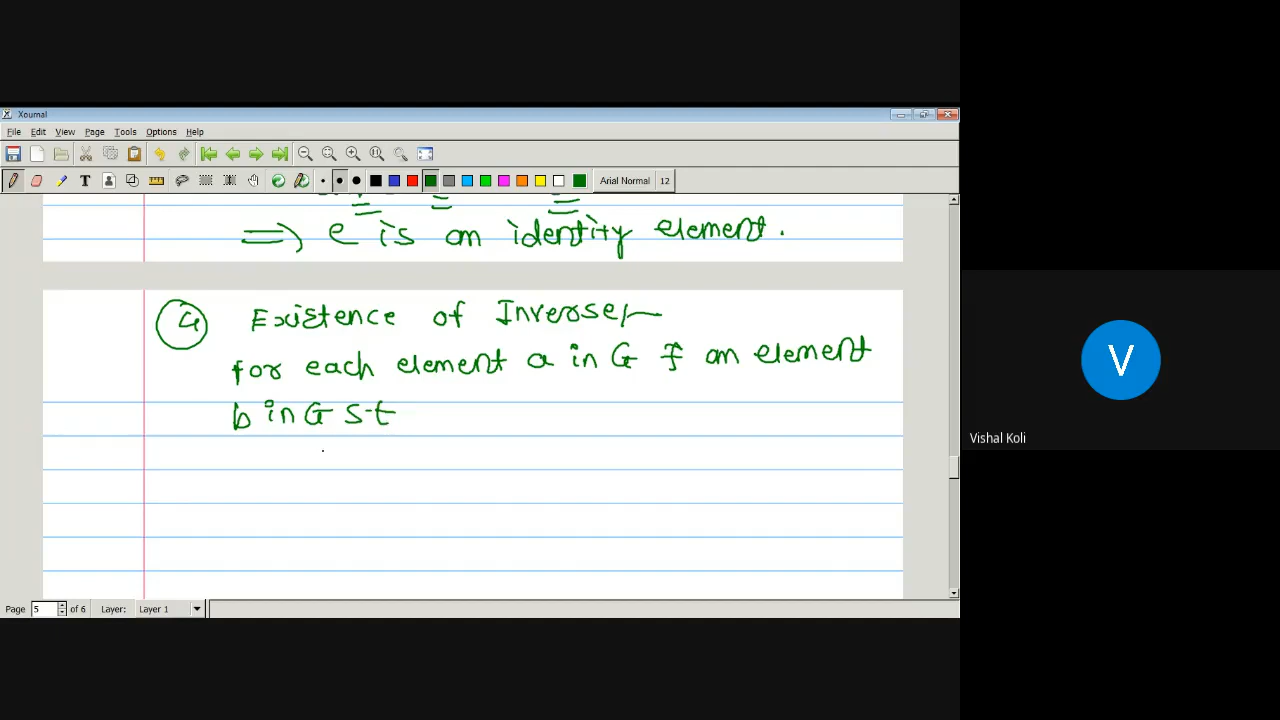 Xournal
File Edit View Page Tools Options Help
Arial Normal 12
⟹ e is an identity element.
4 Existence of Inverse:-
for each element a in G ∃ an element
b in G s.t
Vishal Koli
V
Page 5 of 6 Layer: Layer 1